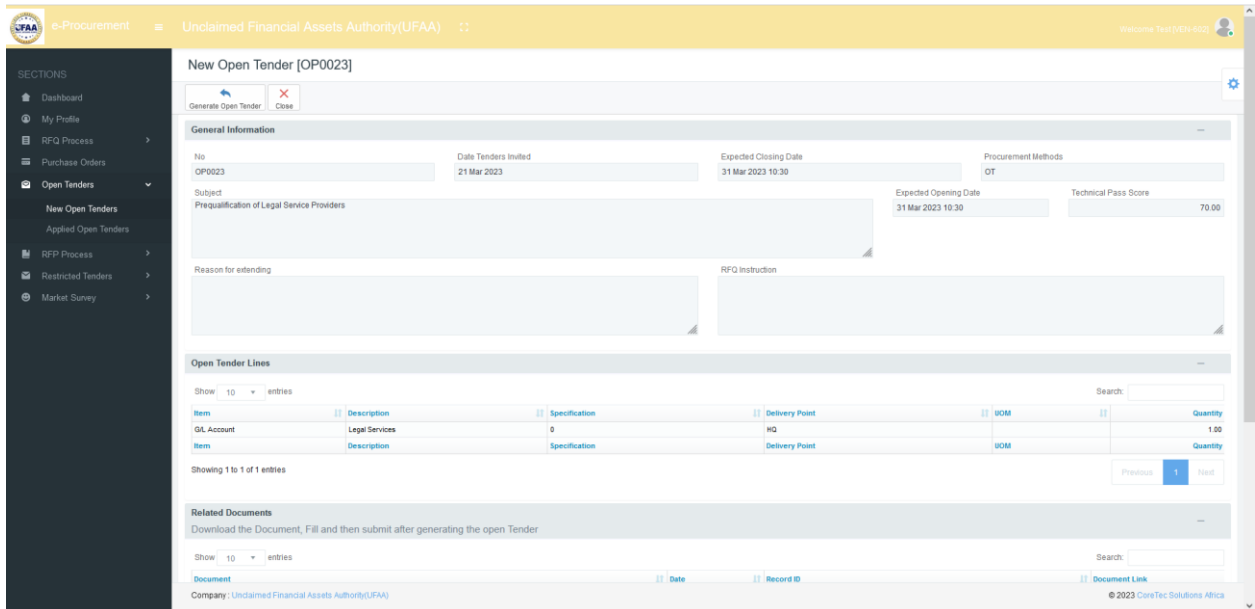 UFAA e-Procurement Unclaimed Financial Assets Authority(UFAA) Welcome Test [VEN-002]
SECTIONS
Dashboard
My Profile
RFQ Process
Purchase Orders
Open Tenders
New Open Tenders
Applied Open Tenders
RFP Process
Restricted Tenders
Market Survey
New Open Tender [OP0023]
Generate Open Tender Close
General Information
No Date Tenders Invited Expected Closing Date Procurement Methods
OP0023 21 Mar 2023 31 Mar 2023 10:30 OT
Subject Expected Opening Date Technical Pass Score
Prequalification of Legal Service Providers 31 Mar 2023 10:30 70.00
Reason for extending RFQ Instruction
Open Tender Lines
Show 10 entries Search:
Item Description Specification Delivery Point UOM Quantity
G/L Account Legal Services 0 HQ 1.00
Item Description Specification Delivery Point UOM Quantity
Showing 1 to 1 of 1 entries Previous 1 Next
Related Documents
Download the Document, Fill and then submit after generating the open Tender
Show 10 entries Search:
Document Date Record ID Document Link
Company : Unclaimed Financial Assets Authority(UFAA) © 2023 CoreTec Solutions Africa